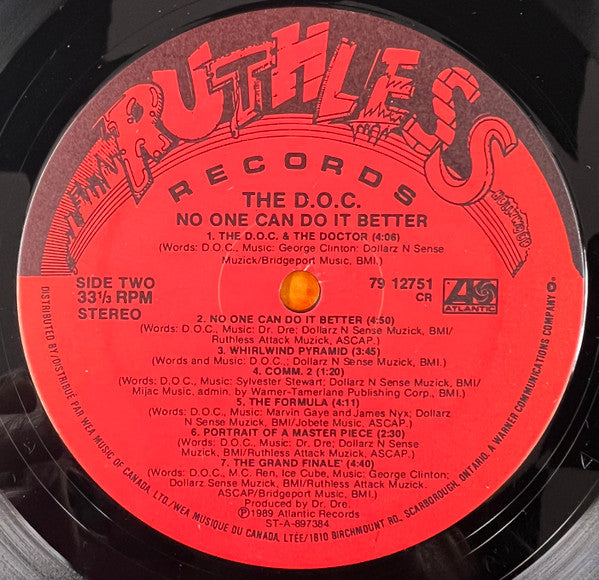 RUTHLESS
HOLLYWOOD
RECORDS
THE D.O.C.
NO ONE CAN DO IT BETTER
1. THE D.O.C. & THE DOCTOR (4:06)
(Words: D.O.C., Music: George Clinton; Dollarz N Sense
Muzick/Bridgeport Music, BMI.)
SIDE TWO
33⅓ RPM
STEREO
79 12751
CR
ATLANTIC
2. NO ONE CAN DO IT BETTER (4:50)
(Words: D.O.C., Music: Dr. Dre; Dollarz N Sense Muzick, BMI/
Ruthless Attack Muzick, ASCAP.)
3. WHIRLWIND PYRAMID (3:45)
(Words and Music: D.O.C.; Dollarz N Sense Muzick, BMI.)
4. COMM. 2 (1:20)
(Words: D.O.C., Music: Sylvester Stewart; Dollarz N Sense Muzick, BMI/
Mijac Music, admin. by Warner-Tamerlane Publishing Corp., BMI.)
5. THE FORMULA (4:11)
(Words: D.O.C., Music: Marvin Gaye and James Nyx; Dollarz
N Sense Muzick, BMI/Jobete Music, ASCAP.)
6. PORTRAIT OF A MASTER PIECE (2:30)
(Words: D.O.C., Music: Dr. Dre; Dollarz N Sense
Muzick, BMI/Ruthless Attack Muzick, ASCAP.)
7. THE GRAND FINALE' (4:40)
(Words: D.O.C., M.C. Ren, Ice Cube, Music: George Clinton;
Dollarz Sense Muzick, BMI/Ruthless Attack Muzick.
ASCAP/Bridgeport Music, BMI.)
Produced by Dr. Dre.
℗1989 Atlantic Records
ST-A-897384
DISTRIBUTED BY/DISTRIBUÉ PAR WEA MUSIC OF CANADA, LTD./WEA MUSIQUE DU CANADA, LTÉE/1810 BIRCHMOUNT RD., SCARBOROUGH, ONTARIO. A WARNER COMMUNICATIONS COMPANY